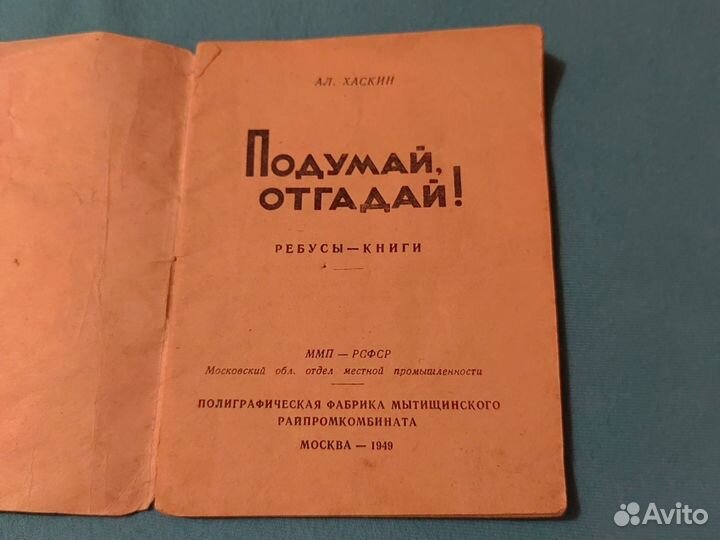 АЛ. ХАСКИН
ПОДУМАЙ,
ОТГАДАЙ!
РЕБУСЫ — КНИГИ
ММП — РСФСР
Московский обл. отдел местной промышленности
ПОЛИГРАФИЧЕСКАЯ ФАБРИКА МЫТИЩИНСКОГО
РАЙПРОМКОМБИНАТА
МОСКВА — 1949
Avito